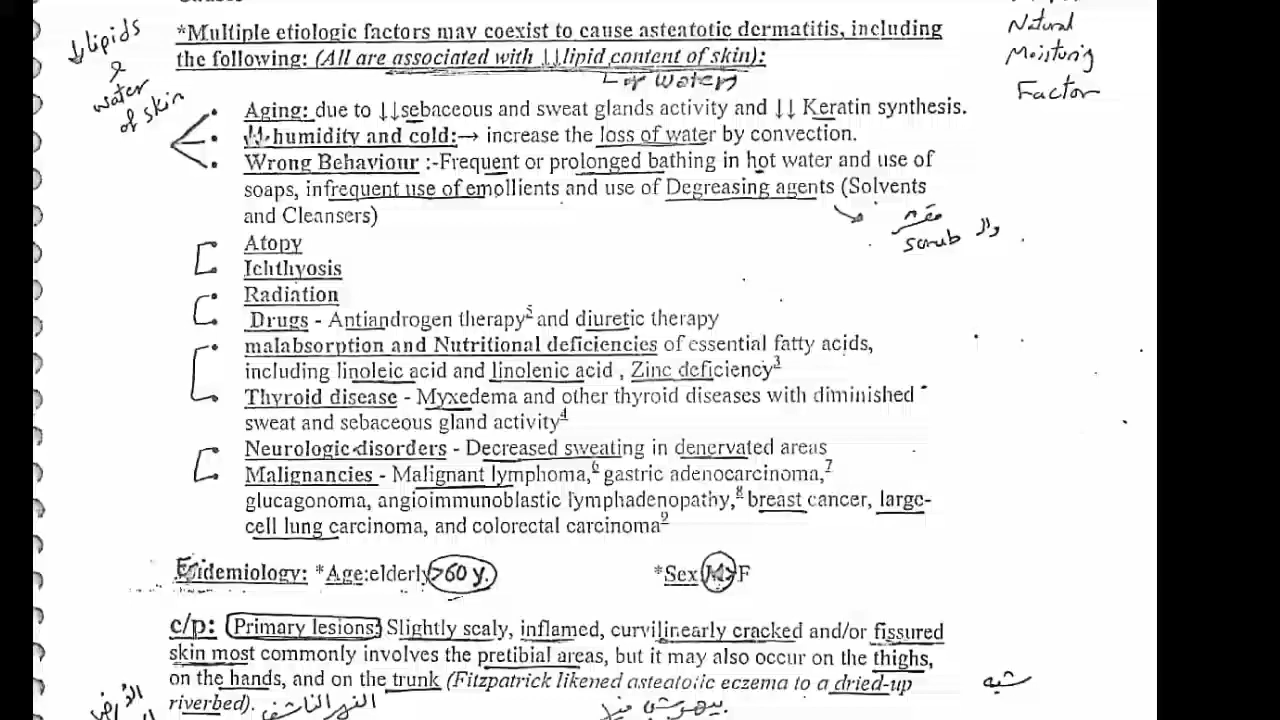 *Multiple etiologic factors may coexist to cause asteatotic dermatitis, including
the following: (All are associated with ↓↓lipid content of skin):
or water
↓lipids
&
water
of skin
Natural
Moistuing
Factor
• Aging: due to ↓↓sebaceous and sweat glands activity and ↓↓ Keratin synthesis.
• ↓↓ humidity and cold:→ increase the loss of water by convection.
• Wrong Behaviour :-Frequent or prolonged bathing in hot water and use of
soaps, infrequent use of emollients and use of Degreasing agents (Solvents
and Cleansers)
scrub وال
• Atopy
• Ichthyosis
• Radiation
• Drugs - Antiandrogen therapy⁵ and diuretic therapy
• malabsorption and Nutritional deficiencies of essential fatty acids,
including linoleic acid and linolenic acid , Zinc deficiency³
• Thyroid disease - Myxedema and other thyroid diseases with diminished
sweat and sebaceous gland activity⁴
• Neurologic disorders - Decreased sweating in denervated areas
• Malignancies - Malignant lymphoma,⁶ gastric adenocarcinoma,⁷
glucagonoma, angioimmunoblastic lymphadenopathy,⁸ breast cancer, large-
cell lung carcinoma, and colorectal carcinoma⁹
Epidemiology: *Age:elderly >60 y. *Sex M>F
c/p: Primary lesions: Slightly scaly, inflamed, curvilinearly cracked and/or fissured
skin most commonly involves the pretibial areas, but it may also occur on the thighs,
on the hands, and on the trunk (Fitzpatrick likened asteatotic eczema to a dried-up
riverbed).
شبه
النهر الناشف
الأرض